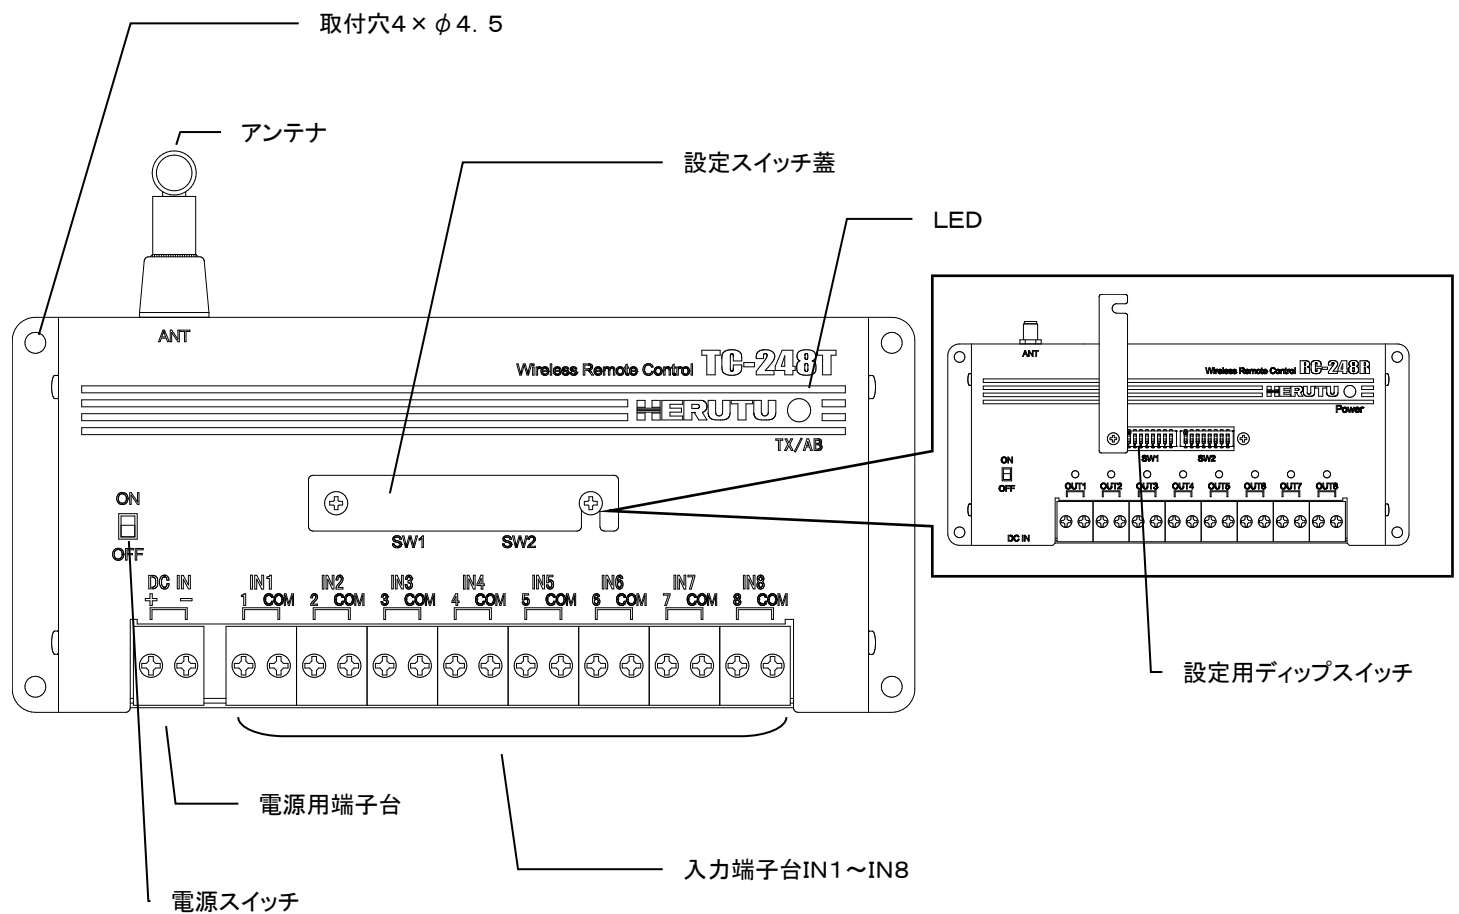 取付穴4×φ4．5
アンテナ
設定スイッチ蓋
LED
ANT
Wireless Remote Control TC-248T
HERUTU
TX/AB
ON
OFF
SW1 SW2
DC IN IN1 IN2 IN3 IN4 IN5 IN6 IN7 IN8
+ − 1 COM 2 COM 3 COM 4 COM 5 COM 6 COM 7 COM 8 COM
ANT
Wireless Remote Control RC-248R
HERUTU
Power
SW1 SW2
ON
OFF
OUT1 OUT2 OUT3 OUT4 OUT5 OUT6 OUT7 OUT8
DC IN
設定用ディップスイッチ
電源用端子台
入力端子台IN1～IN8
電源スイッチ